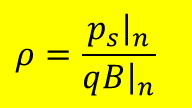 ρ = p_s|_n / qB|_n